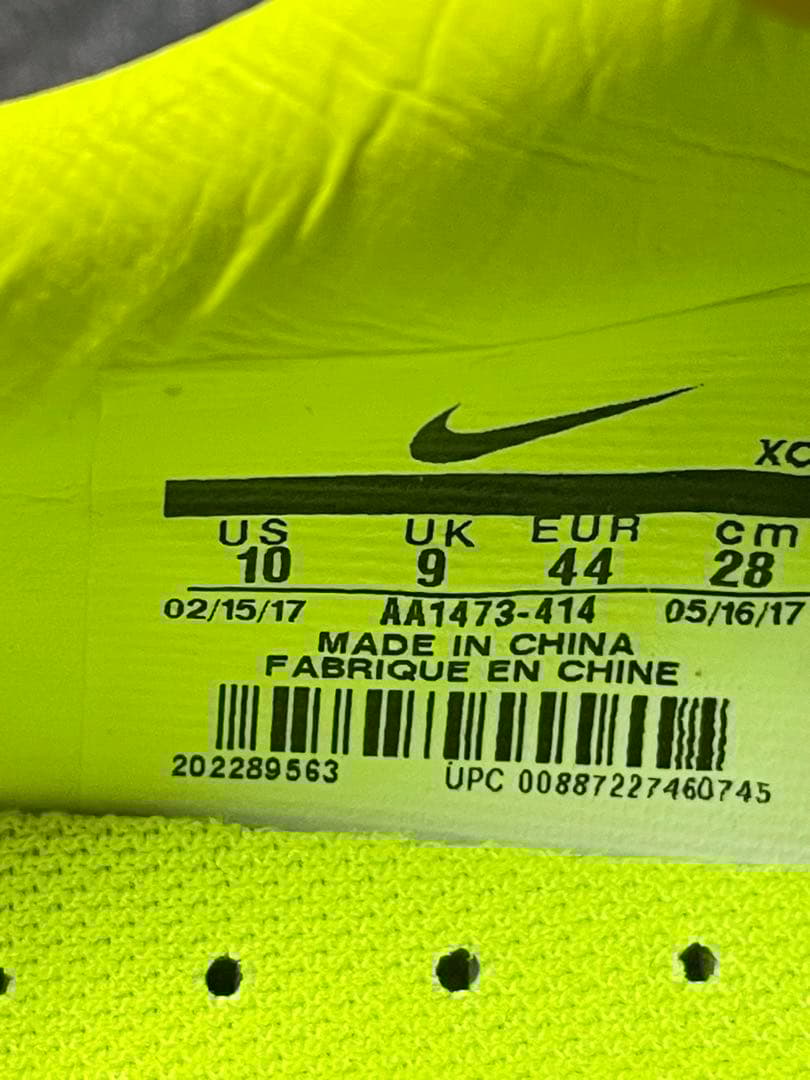 XC
US UK EUR cm
10 9 44 28
02/15/17 AA1473-414 05/16/17
MADE IN CHINA
FABRIQUE EN CHINE
202289563 UPC 00887227460745